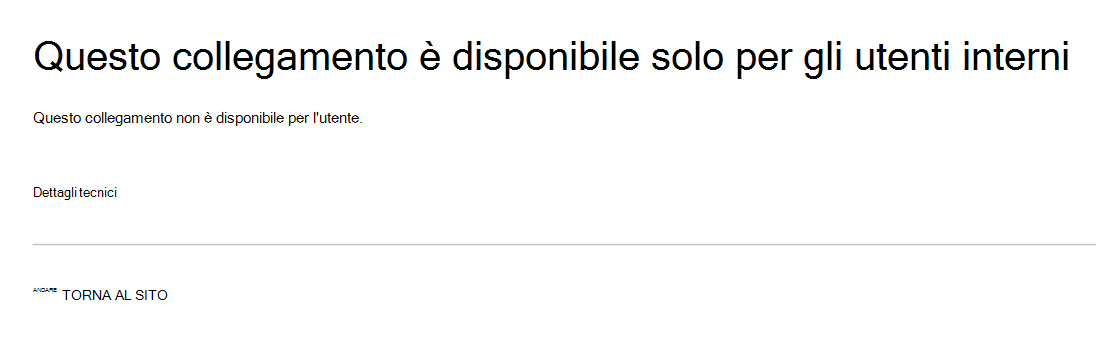 Questo collegamento è disponibile solo per gli utenti interni
Questo collegamento non è disponibile per l'utente.
Dettagli tecnici
ANDARE TORNA AL SITO